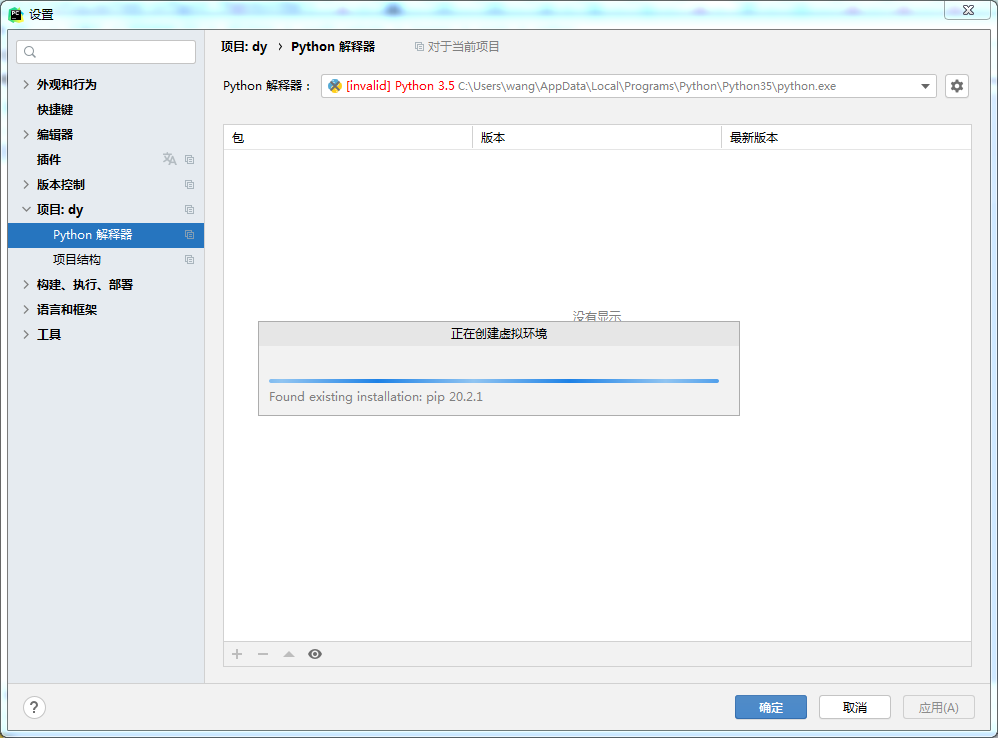 设置
外观和行为
快捷键
编辑器
插件
版本控制
项目: dy
Python 解释器
项目结构
构建、执行、部署
语言和框架
工具
项目: dy › Python 解释器 对于当前项目
Python 解释器： [invalid] Python 3.5 C:\Users\wang\AppData\Local\Programs\Python\Python35\python.exe
包 版本 最新版本
没有显示
正在创建虚拟环境
Found existing installation: pip 20.2.1
? 确定 取消 应用(A)